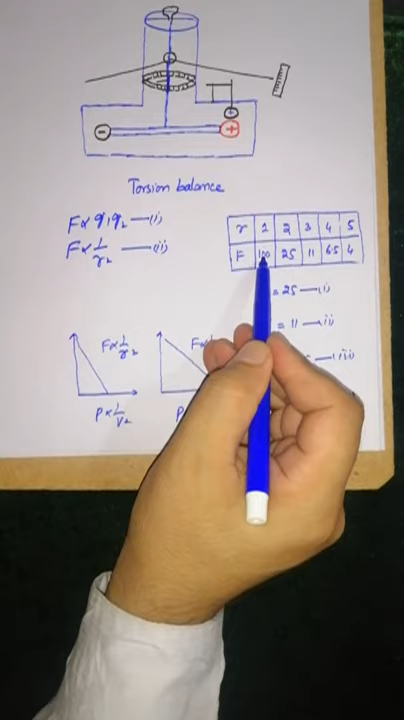 Torsion balance
F∝q₁q₂ —(i)
F∝1/r² —(ii)
r 1 2 3 4 5
F 100 25 11 6.5 4
= 25 —(i)
= 11 —(ii)
—(iii)
F∝1/r²
P∝1/V²